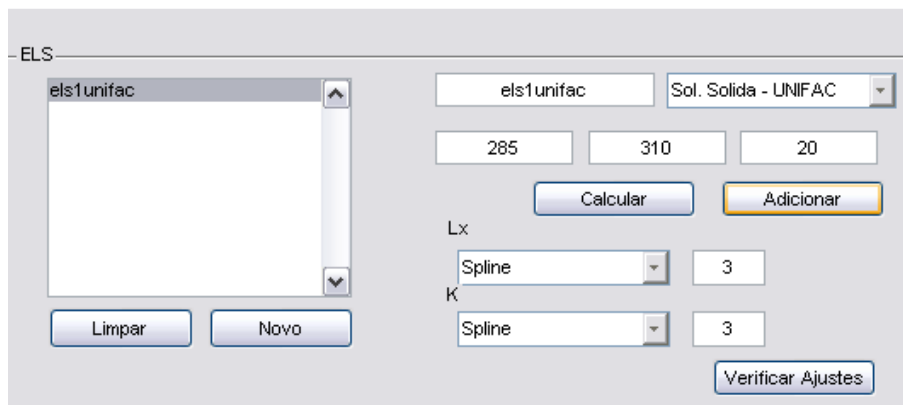 ELS
els1unifac
Limpar
Novo
els1unifac
Sol. Solida - UNIFAC
285
310
20
Calcular
Adicionar
Lx
Spline
3
K
Spline
3
Verificar Ajustes